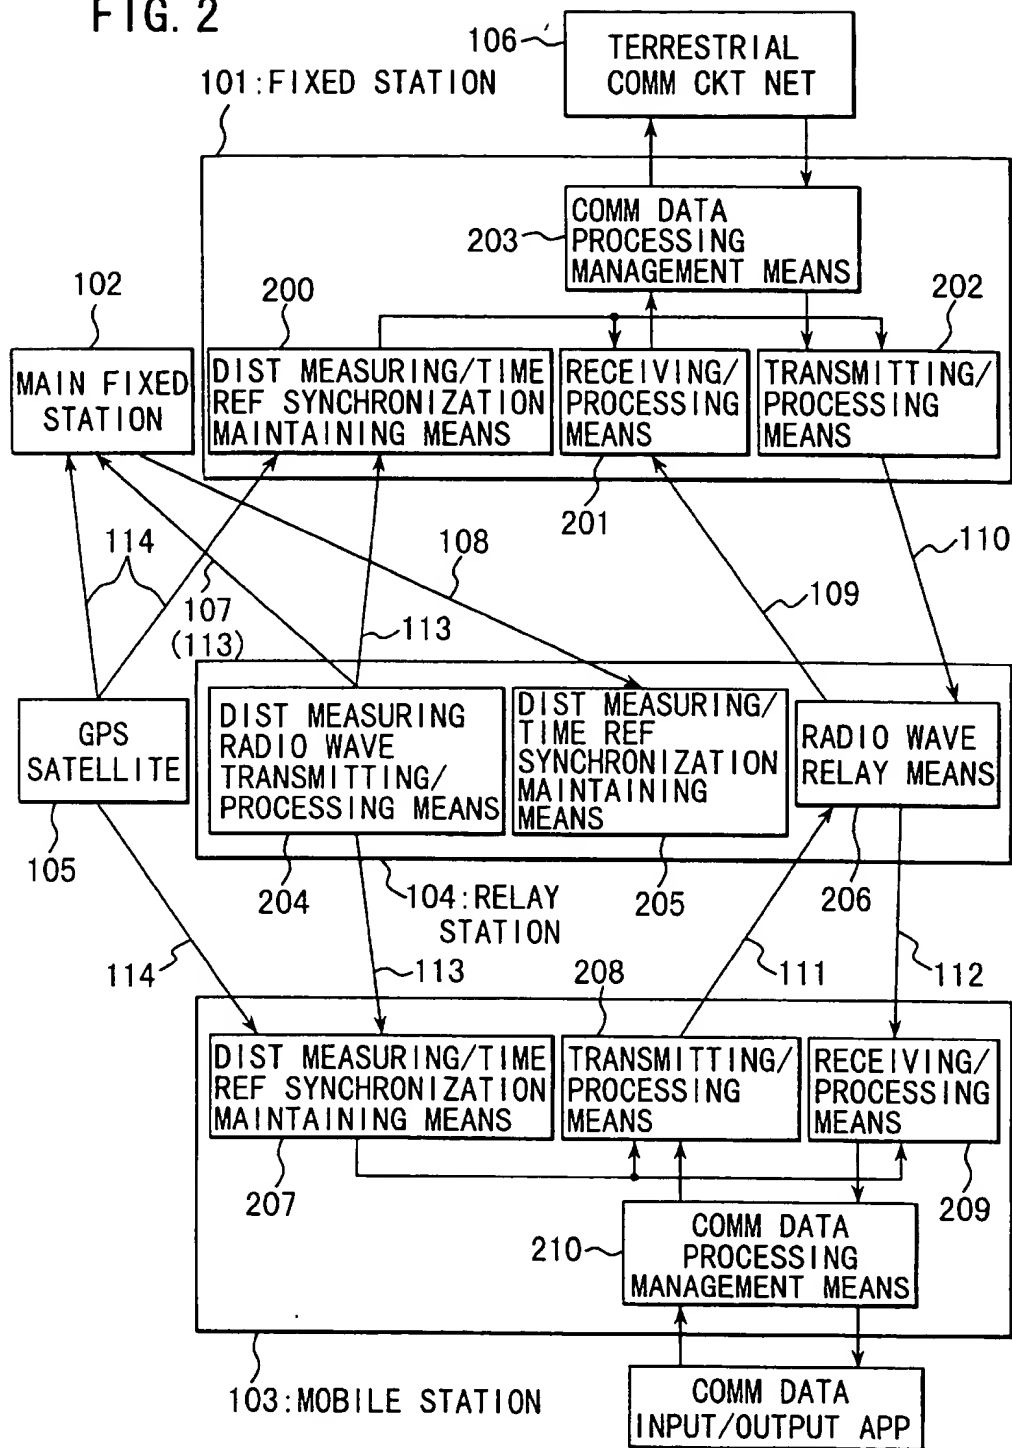 FIG. 2
106
TERRESTRIAL
COMM CKT NET
101:FIXED STATION
203
COMM DATA
PROCESSING
MANAGEMENT MEANS
102
200
202
MAIN FIXED
STATION
DIST MEASURING/TIME
REF SYNCHRONIZATION
MAINTAINING MEANS
RECEIVING/
PROCESSING
MEANS
TRANSMITTING/
PROCESSING
MEANS
201
114
107
(113)
108
113
109
110
GPS
SATELLITE
DIST MEASURING
RADIO WAVE
TRANSMITTING/
PROCESSING MEANS
DIST MEASURING/
TIME REF
SYNCHRONIZATION
MAINTAINING
MEANS
RADIO WAVE
RELAY MEANS
105
204
104:RELAY
STATION
205
206
114
113
208
111
112
DIST MEASURING/TIME
REF SYNCHRONIZATION
MAINTAINING MEANS
TRANSMITTING/
PROCESSING
MEANS
RECEIVING/
PROCESSING
MEANS
207
209
210
COMM DATA
PROCESSING
MANAGEMENT MEANS
103:MOBILE STATION
COMM DATA
INPUT/OUTPUT APP